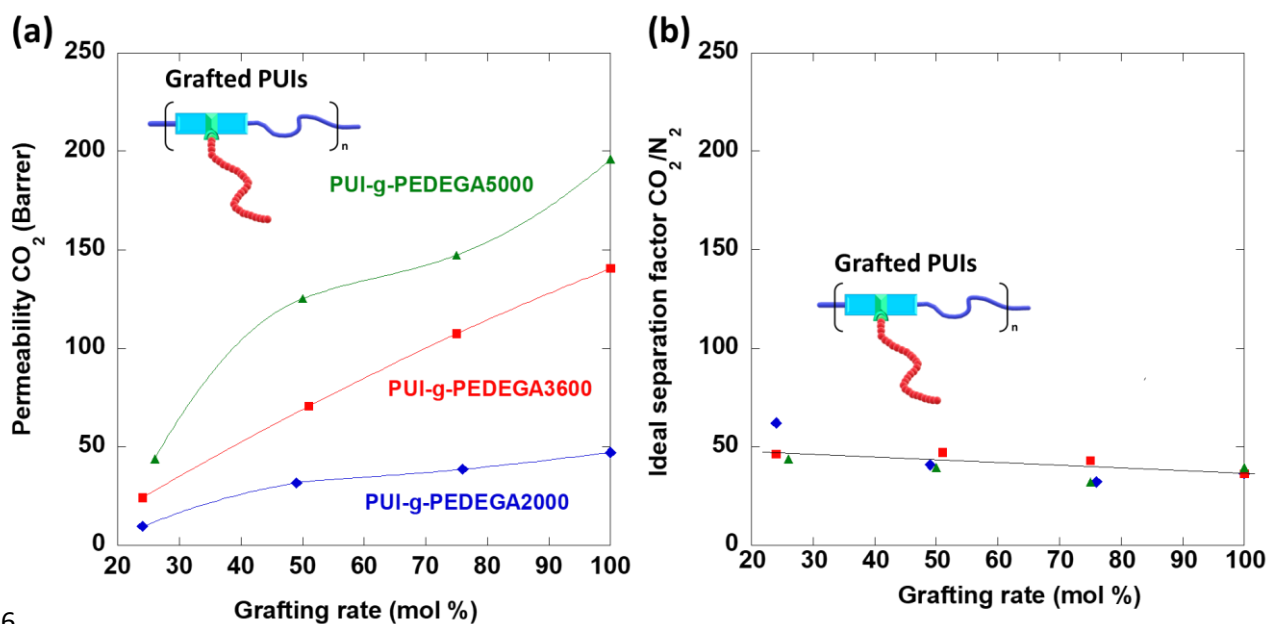 (a)
250
200
150
100
50
0
Permeability CO2 (Barrer)
Grafted PUIs
n
PUI-g-PEDEGA5000
PUI-g-PEDEGA3600
PUI-g-PEDEGA2000
20 30 40 50 60 70 80 90 100
Grafting rate (mol %)
(b)
250
200
150
100
50
0
Ideal separation factor CO2/N2
Grafted PUIs
n
20 30 40 50 60 70 80 90 100
Grafting rate (mol %)
6